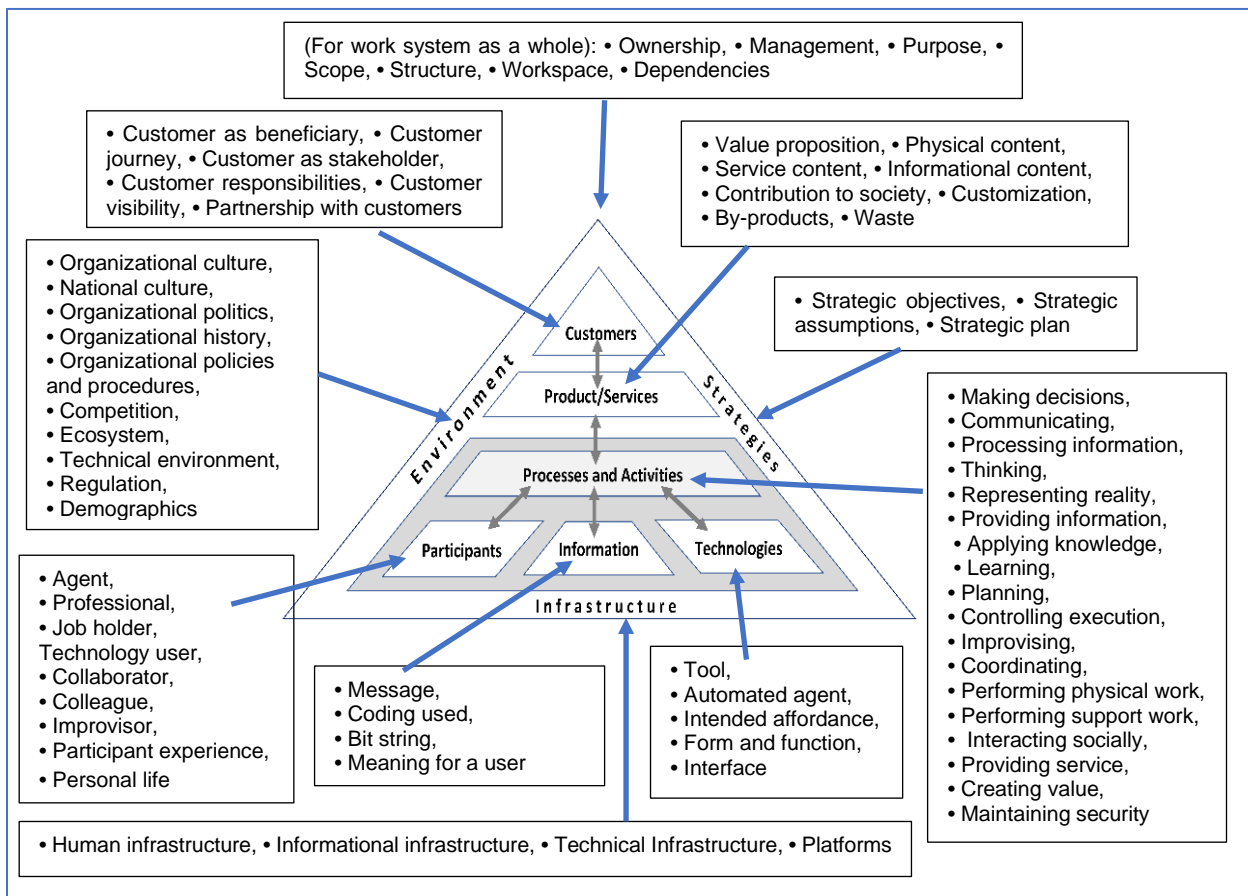 (For work system as a whole): • Ownership, • Management, • Purpose, •
Scope, • Structure, • Workspace, • Dependencies
• Customer as beneficiary, • Customer
journey, • Customer as stakeholder,
• Customer responsibilities, • Customer
visibility, • Partnership with customers
• Value proposition, • Physical content,
• Service content, • Informational content,
• Contribution to society, • Customization,
• By-products, • Waste
• Organizational culture,
• National culture,
• Organizational politics,
• Organizational history,
• Organizational policies
and procedures,
• Competition,
• Ecosystem,
• Technical environment,
• Regulation,
• Demographics
• Strategic objectives, • Strategic
assumptions, • Strategic plan
Customers
Product/Services
Environment
Strategies
Processes and Activities
Participants
Information
Technologies
Infrastructure
• Making decisions,
• Communicating,
• Processing information,
• Thinking,
• Representing reality,
• Providing information,
• Applying knowledge,
• Learning,
• Planning,
• Controlling execution,
• Improvising,
• Coordinating,
• Performing physical work,
• Performing support work,
• Interacting socially,
• Providing service,
• Creating value,
• Maintaining security
• Agent,
• Professional,
• Job holder,
Technology user,
• Collaborator,
• Colleague,
• Improvisor,
• Participant experience,
• Personal life
• Message,
• Coding used,
• Bit string,
• Meaning for a user
• Tool,
• Automated agent,
• Intended affordance,
• Form and function,
• Interface
• Human infrastructure, • Informational infrastructure, • Technical Infrastructure, • Platforms